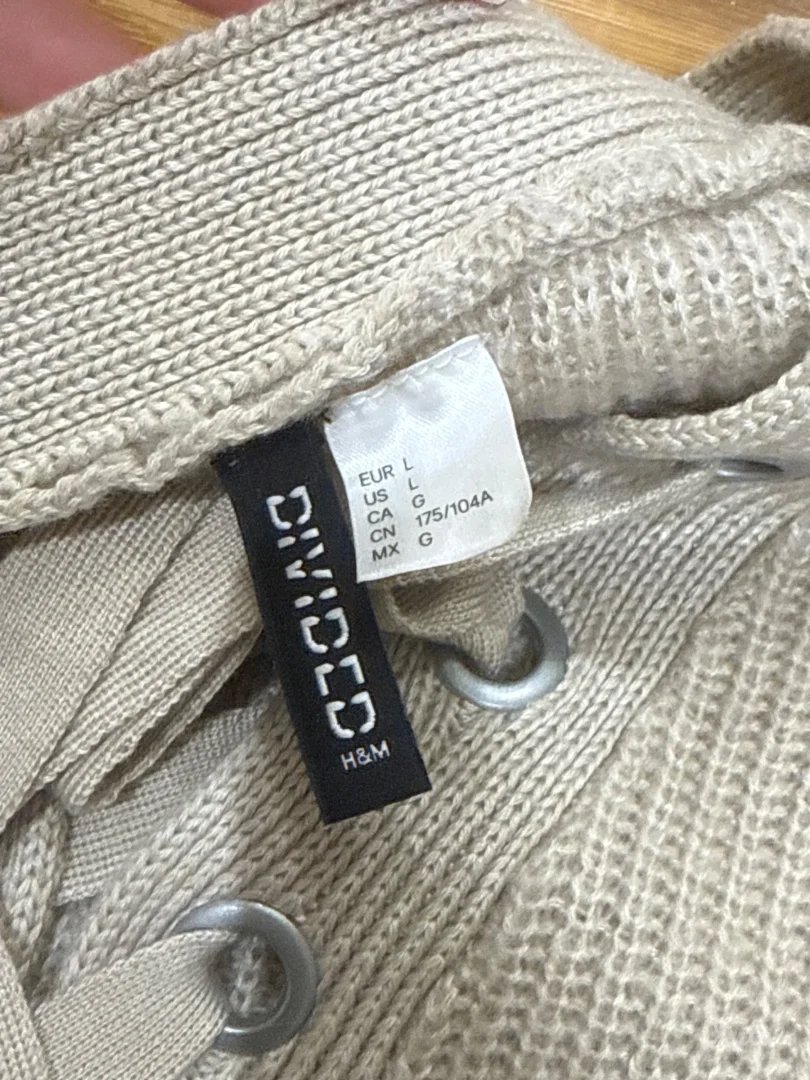 EUR L
US L
CA G
CN 175/104A
MX G
DIVIDED
H&M